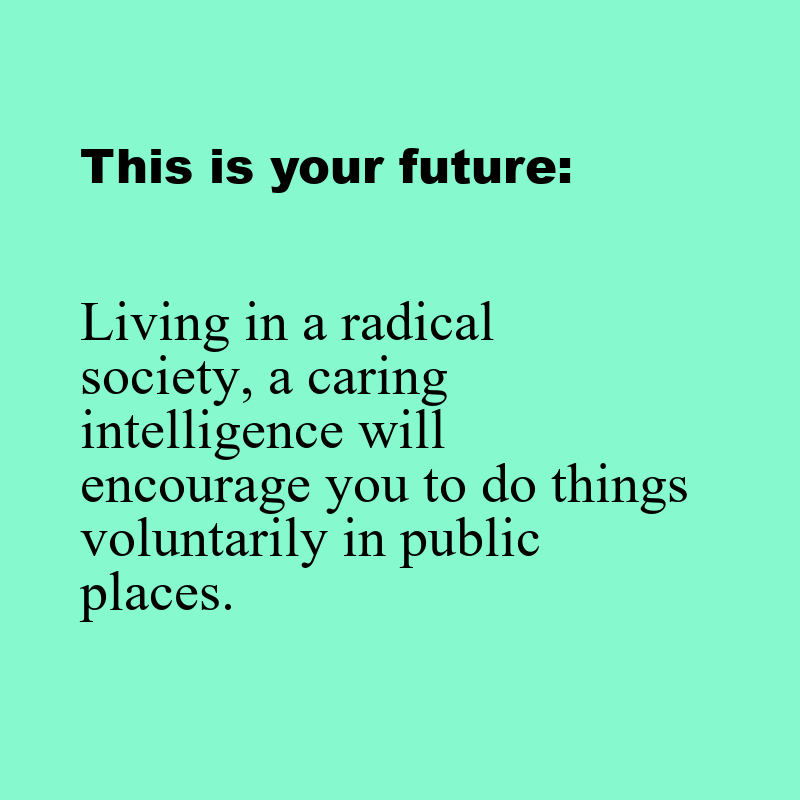 This is your future:
Living in a radical
society, a caring
intelligence will
encourage you to do things
voluntarily in public
places.